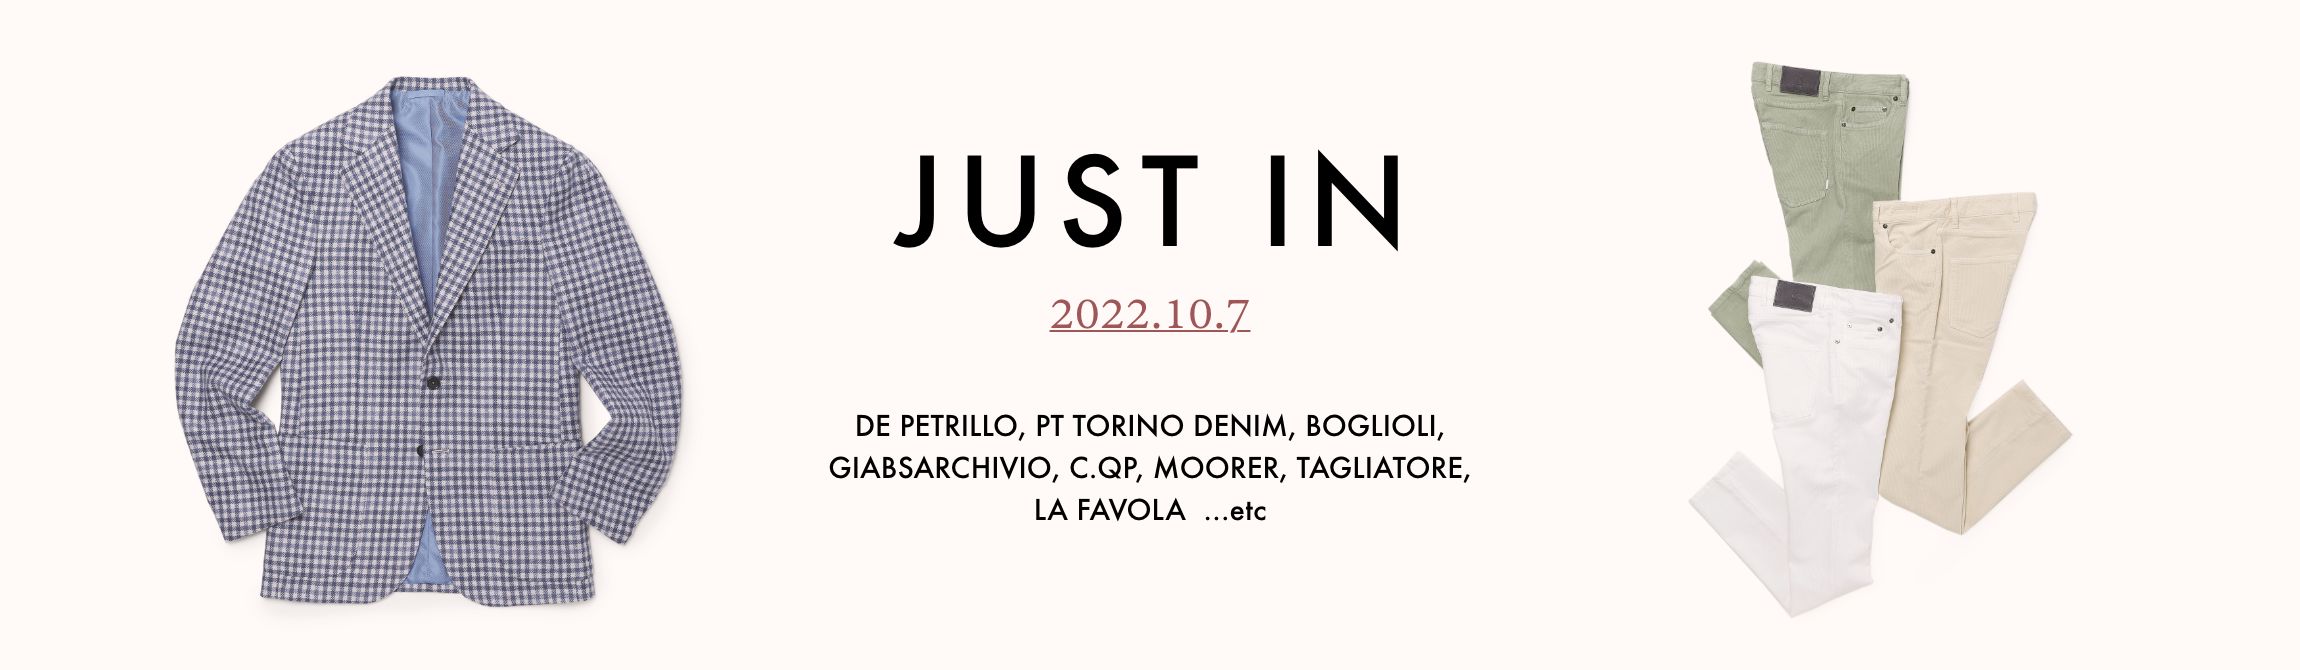 JUST IN
2022.10.7
DE PETRILLO, PT TORINO DENIM, BOGLIOLI,
GIABSARCHIVIO, C.QP, MOORER, TAGLIATORE,
LA FAVOLA ...etc